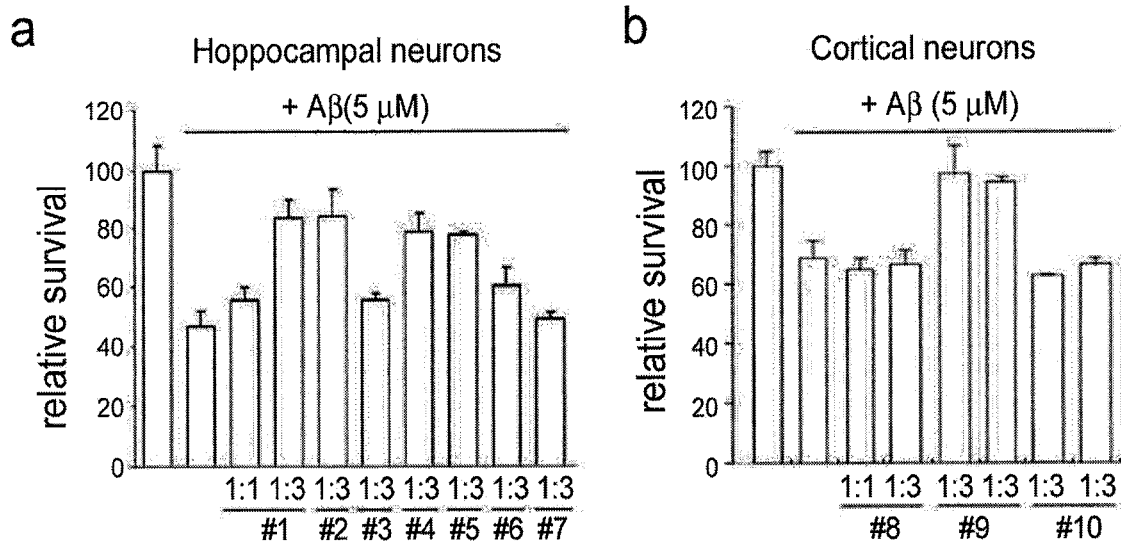 a
Hoppocampal neurons
+ Aβ(5 μM)
relative survival
120
100
80
60
40
20
0
1:1 1:3 1:3 1:3 1:3 1:3 1:3 1:3
#1 #2 #3 #4 #5 #6 #7
b
Cortical neurons
+ Aβ (5 μM)
relative survival
120
100
80
60
40
20
0
1:1 1:3 1:3 1:3 1:3 1:3
#8 #9 #10